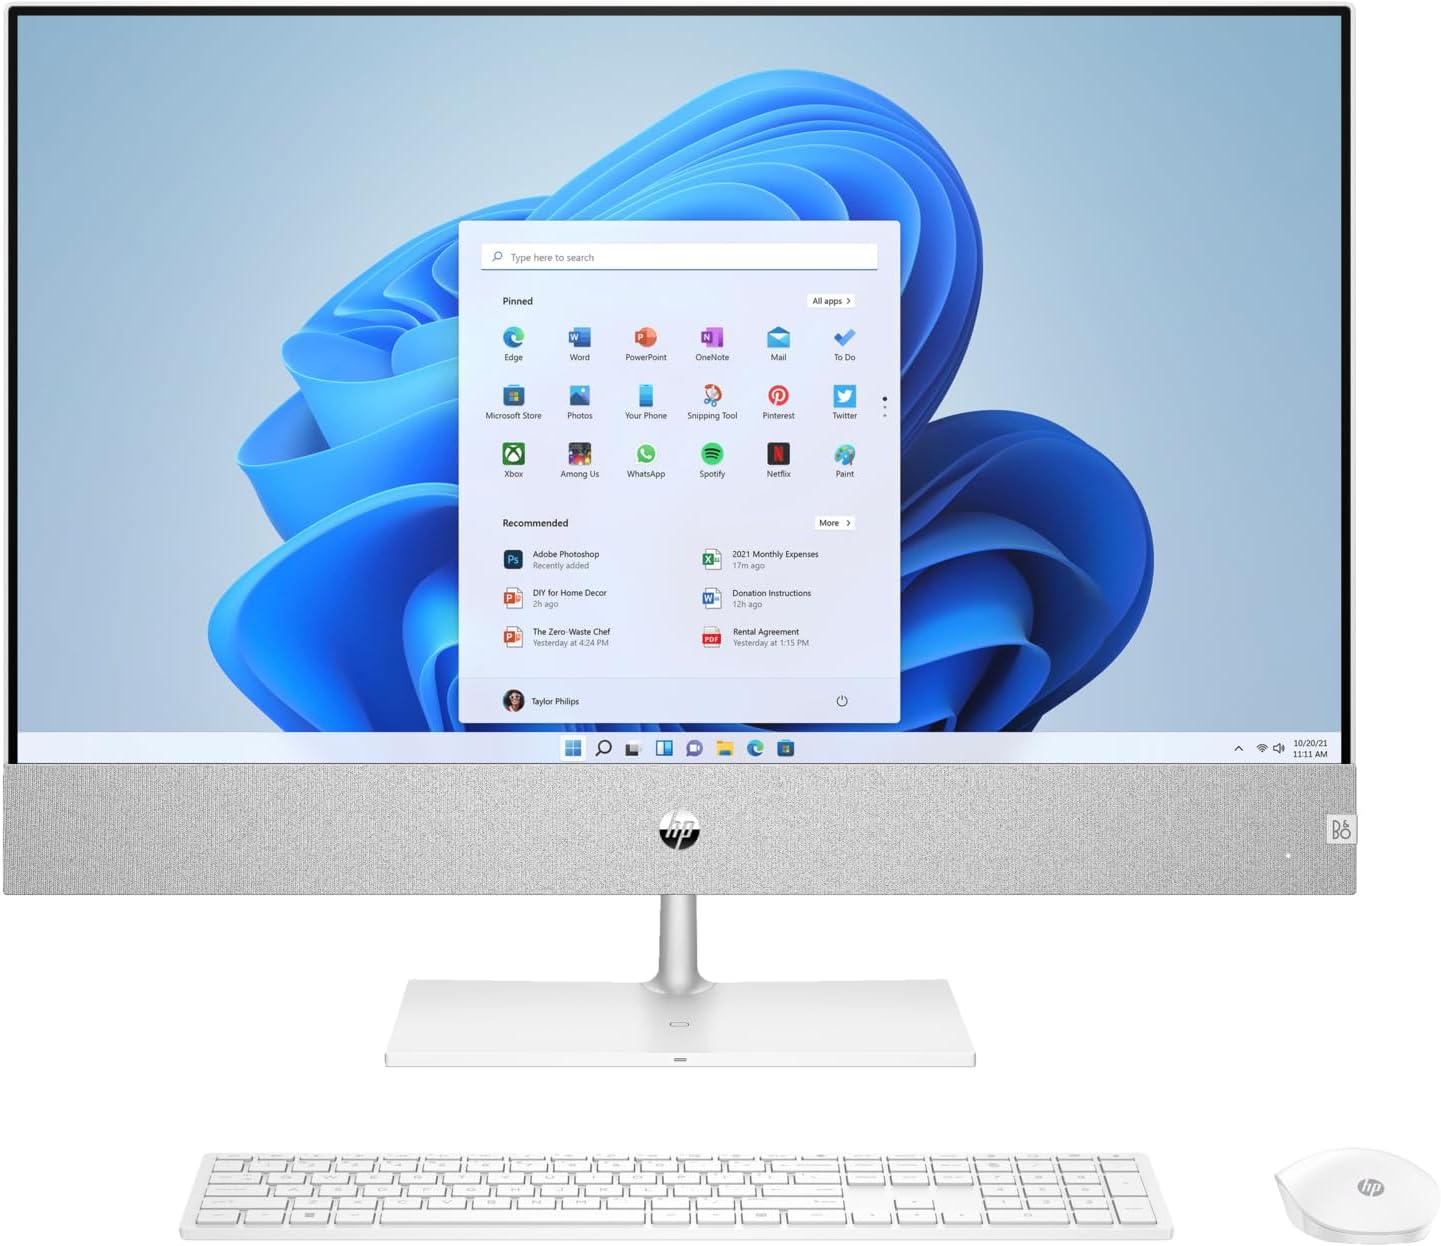 Type here to search
Pinned
All apps >
Edge
Word
PowerPoint
OneNote
Mail
To Do
Microsoft Store
Photos
Your Phone
Snipping Tool
Pinterest
Twitter
Xbox
Among Us
WhatsApp
Spotify
Netflix
Paint
Recommended
More >
Ps
Adobe Photoshop
Recently added
2021 Monthly Expenses
17m ago
DIY for Home Decor
2h ago
Donation Instructions
12h ago
The Zero-Waste Chef
Yesterday at 4:24 PM
PDF
Rental Agreement
Yesterday at 1:15 PM
Taylor Philips
10/20/21
11:11 AM
hp
B&O
hp